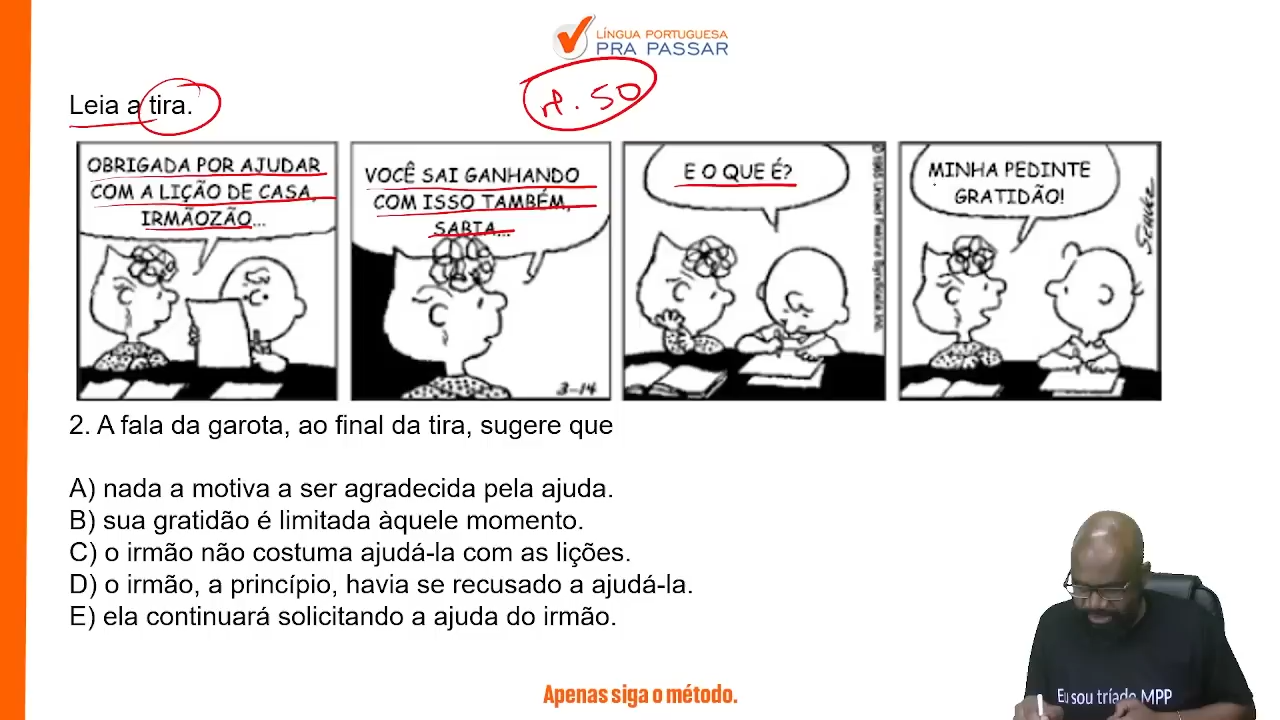 LÍNGUA PORTUGUESA
PRA PASSAR
p. 50
Leia a tira.
OBRIGADA POR AJUDAR
COM A LIÇÃO DE CASA,
IRMÃOZÃO...
VOCÊ SAI GANHANDO
COM ISSO TAMBÉM,
SABIA...
E O QUE É?
MINHA PEDINTE
GRATIDÃO!
SCHULZ
3-14
2. A fala da garota, ao final da tira, sugere que
A) nada a motiva a ser agradecida pela ajuda.
B) sua gratidão é limitada àquele momento.
C) o irmão não costuma ajudá-la com as lições.
D) o irmão, a princípio, havia se recusado a ajudá-la.
E) ela continuará solicitando a ajuda do irmão.
Eu sou MPP
Apenas siga o método.